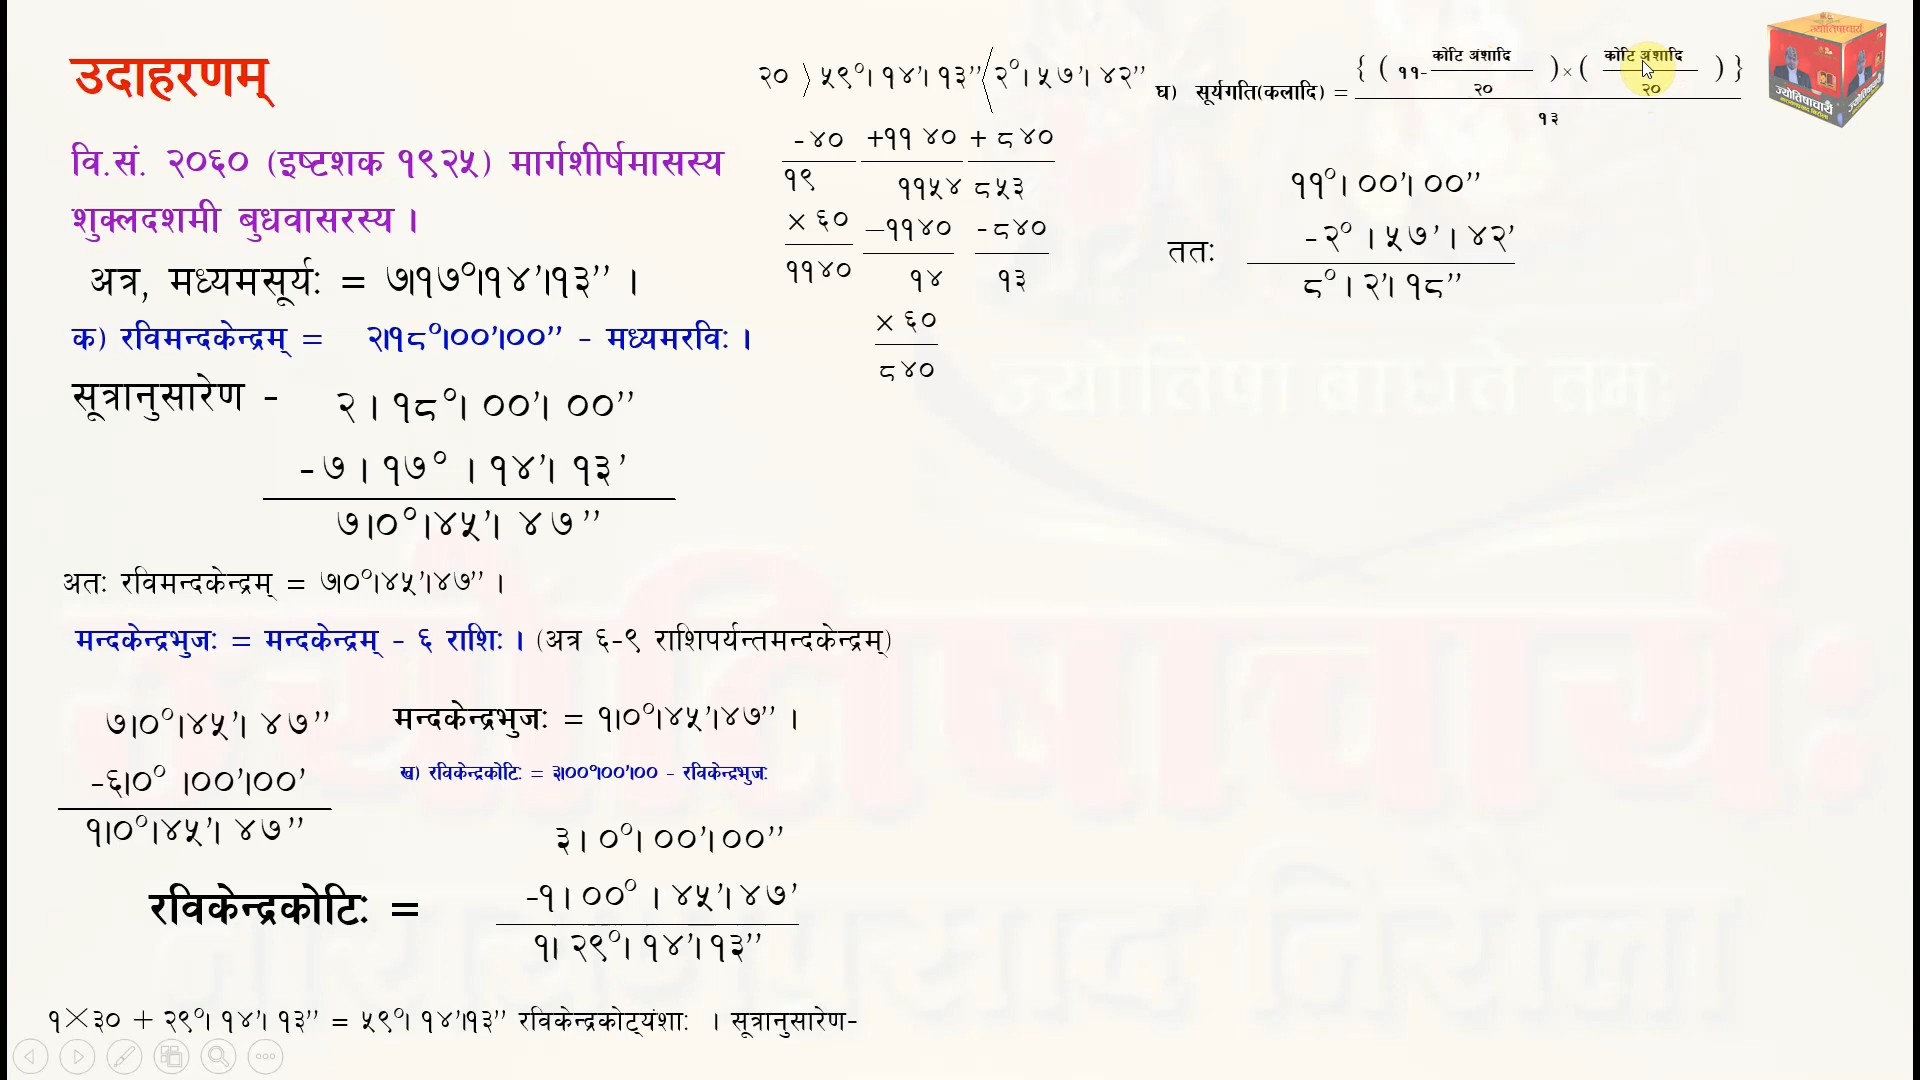 उदाहरणम्
वि.सं. २०६० (इष्टशक १९२५) मार्गशीर्षमासस्य
शुक्लदशमी बुधवासरस्य ।
अत्र, मध्यमसूर्यः = ७।१७°।१४’।१३’’ ।
क) रविमन्दकेन्द्रम् = २।१८°।००’।००’’ - मध्यमरविः ।
सूत्रानुसारेण -
२ । १८°। ००’। ००’’
- ७ । १७° । १४’। १३’
७।०°।४५’। ४७’’
अतः रविमन्दकेन्द्रम् = ७।०°।४५’।४७’’ ।
मन्दकेन्द्रभुजः = मन्दकेन्द्रम् - ६ राशिः । (अत्र ६-९ राशिपर्यन्तमन्दकेन्द्रम्)
७।०°।४५’। ४७’’
-६।०° ।००’।००’
१।०°।४५’। ४७’’
मन्दकेन्द्रभुजः = १।०°।४५’।४७’’ ।
ख) रविकेन्द्रकोटिः = ३।००°।००’।०० - रविकेन्द्रभुजः
रविकेन्द्रकोटिः =
३। ०°। ००’।००’’
-१। ००° । ४५’। ४७’
१। २९°। १४’। १३’’
१×३० + २९°। १४’। १३’’ = ५९°। १४’।१३’’ रविकेन्द्रकोट्यंशाः । सूत्रानुसारेण-
२० ⟩ ५९°। १४’। १३’’ ⟨ २°। ५७’। ४२’’
-४० +११ ४० + ८४०
१९ ११५४ ८५३
× ६० –११४० - ८४०
११४० १४ १३
× ६०
८४०
घ) सूर्यगति(कलादि) =
{ ( ११- कोटि अंशादि ) × ( कोटि अंशादि ) }
२० २०
१३
११°। ००’। ००’’
ततः -२° । ५७’ । ४२’
८°। २’। १८’’
ज्योतिषा बाधते तमः
ज्योतिषाचार्यः
नारायणप्रसाद निरौला
ज्योतिषाचार्य
ज्योतिषाचार्य